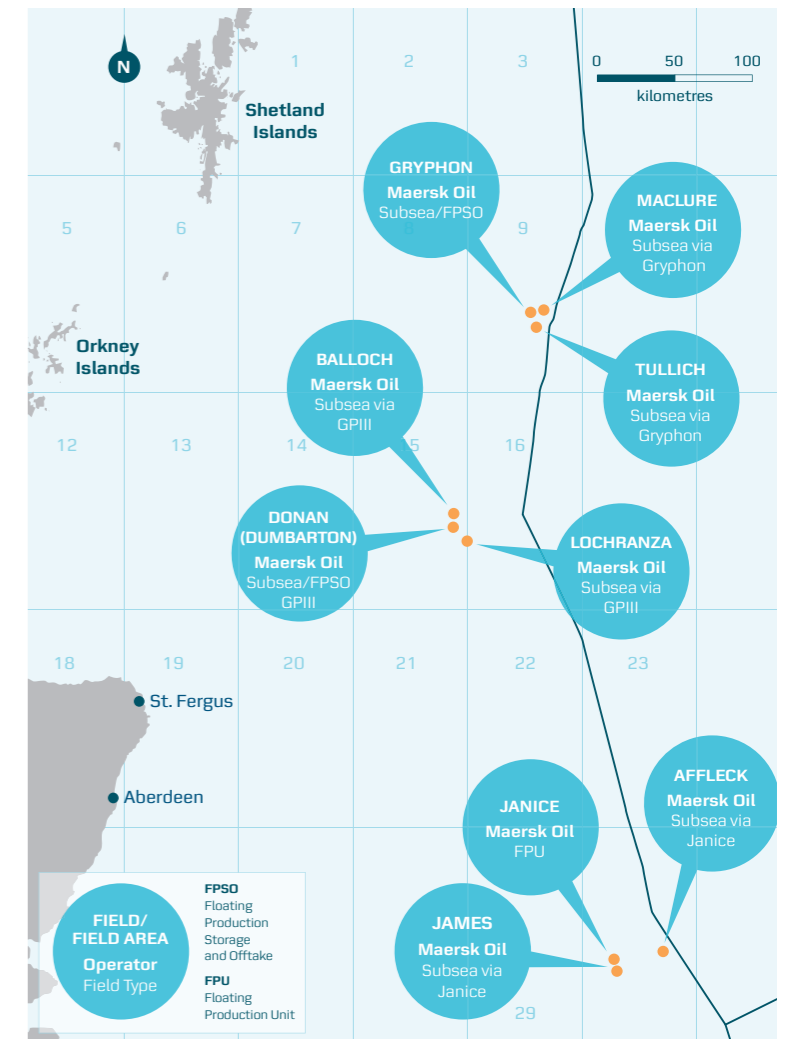 N
1
2
3
0 50 100
kilometres
Shetland
Islands
GRYPHON
Maersk Oil
Subsea/FPSO
MACLURE
Maersk Oil
Subsea via
Gryphon
5
6
7
8
9
Orkney
Islands
BALLOCH
Maersk Oil
Subsea via
GPIII
TULLICH
Maersk Oil
Subsea via
Gryphon
12
13
14
15
16
DONAN
(DUMBARTON)
Maersk Oil
Subsea/FPSO
GPIII
LOCHRANZA
Maersk Oil
Subsea via
GPIII
18
19
20
21
22
23
St. Fergus
Aberdeen
JANICE
Maersk Oil
FPU
AFFLECK
Maersk Oil
Subsea via
Janice
JAMES
Maersk Oil
Subsea via
Janice
29
FIELD/
FIELD AREA
Operator
Field Type
FPSO
Floating
Production
Storage
and Offtake
FPU
Floating
Production Unit